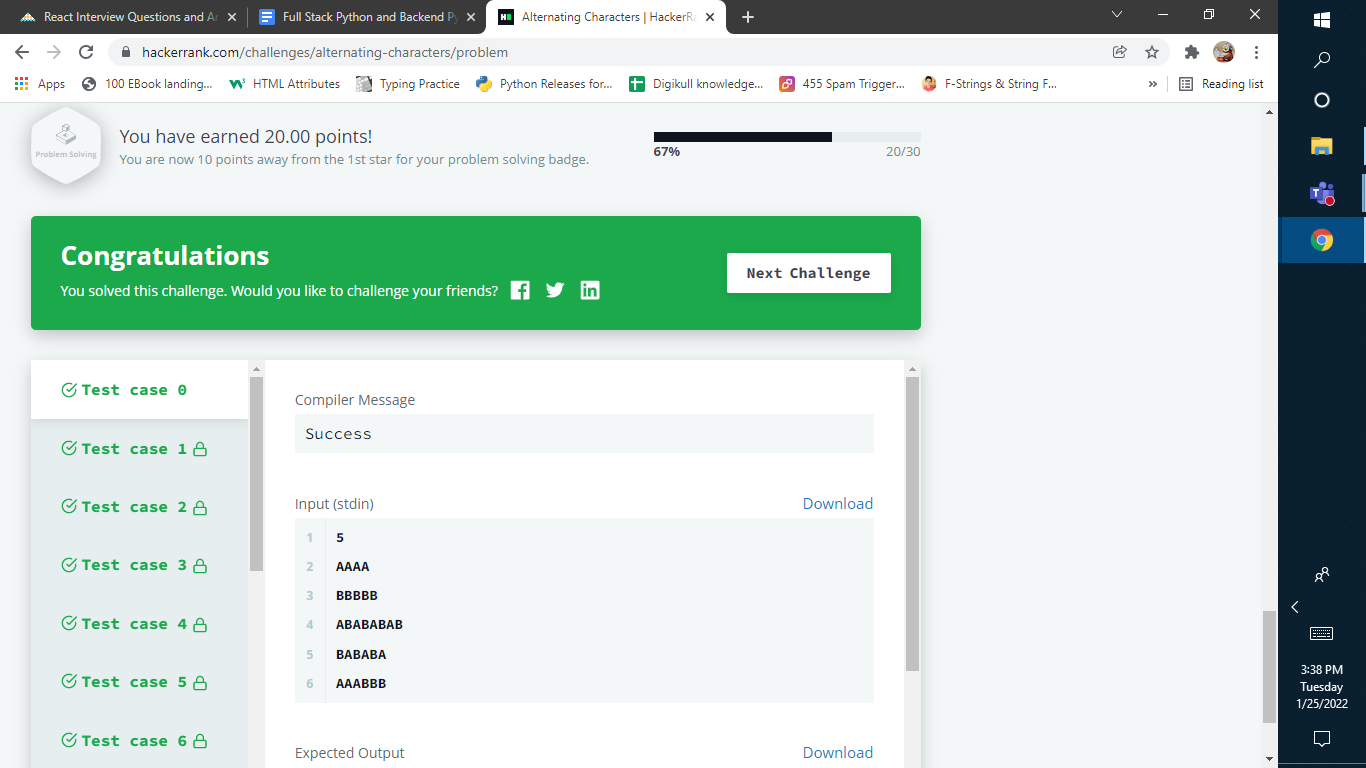 React Interview Questions and Ar
Full Stack Python and Backend Py
Alternating Characters | HackerRa
hackerrank.com/challenges/alternating-characters/problem
Apps
100 EBook landing...
HTML Attributes
Typing Practice
Python Releases for...
Digikull knowledge...
455 Spam Trigger...
F-Strings & String F...
»
Reading list
Problem Solving
You have earned 20.00 points!
You are now 10 points away from the 1st star for your problem solving badge.
67%
20/30
Congratulations
You solved this challenge. Would you like to challenge your friends?
Next Challenge
Test case 0
Test case 1
Test case 2
Test case 3
Test case 4
Test case 5
Test case 6
Compiler Message
Success
Input (stdin)
Download
1 5
2 AAAA
3 BBBBB
4 ABABABAB
5 BABABA
6 AAABBB
Expected Output
Download
3:38 PM
Tuesday
1/25/2022